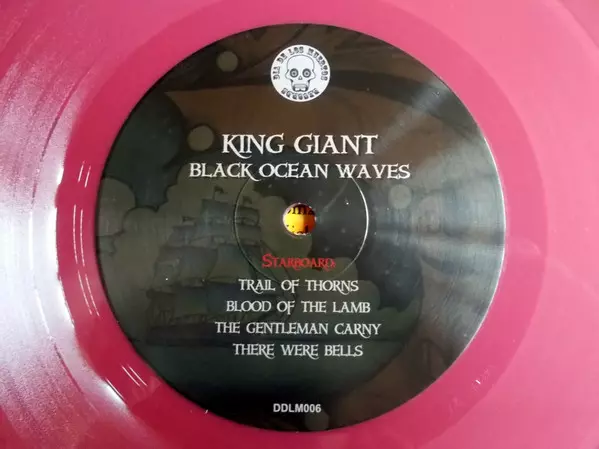 DIA DE LOS MUERTOS
RECORDS
KING GIANT
BLACK OCEAN WAVES
STARBOARD:
TRAIL OF THORNS
BLOOD OF THE LAMB
THE GENTLEMAN CARNY
THERE WERE BELLS
DDLM006